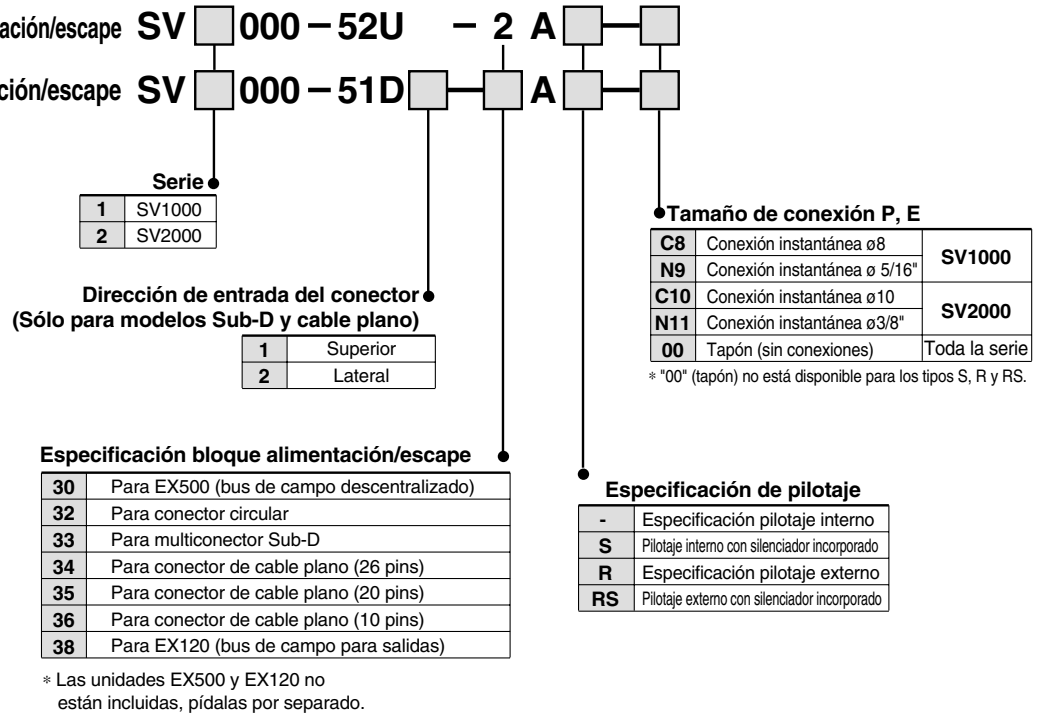 ación/escape SV 000 − 52U − 2 A −
ción/escape SV 000 − 51D − A −
Serie
1 SV1000
2 SV2000
Dirección de entrada del conector
(Sólo para modelos Sub-D y cable plano)
1 Superior
2 Lateral
Especificación bloque alimentación/escape
30 Para EX500 (bus de campo descentralizado)
32 Para conector circular
33 Para multiconector Sub-D
34 Para conector de cable plano (26 pins)
35 Para conector de cable plano (20 pins)
36 Para conector de cable plano (10 pins)
38 Para EX120 (bus de campo para salidas)
* Las unidades EX500 y EX120 no
están incluidas, pídalas por separado.
Tamaño de conexión P, E
C8 Conexión instantánea ø8 SV1000
N9 Conexión instantánea ø 5/16"
C10 Conexión instantánea ø10 SV2000
N11 Conexión instantánea ø3/8"
00 Tapón (sin conexiones) Toda la serie
* "00" (tapón) no está disponible para los tipos S, R y RS.
Especificación de pilotaje
- Especificación pilotaje interno
S Pilotaje interno con silenciador incorporado
R Especificación pilotaje externo
RS Pilotaje externo con silenciador incorporado